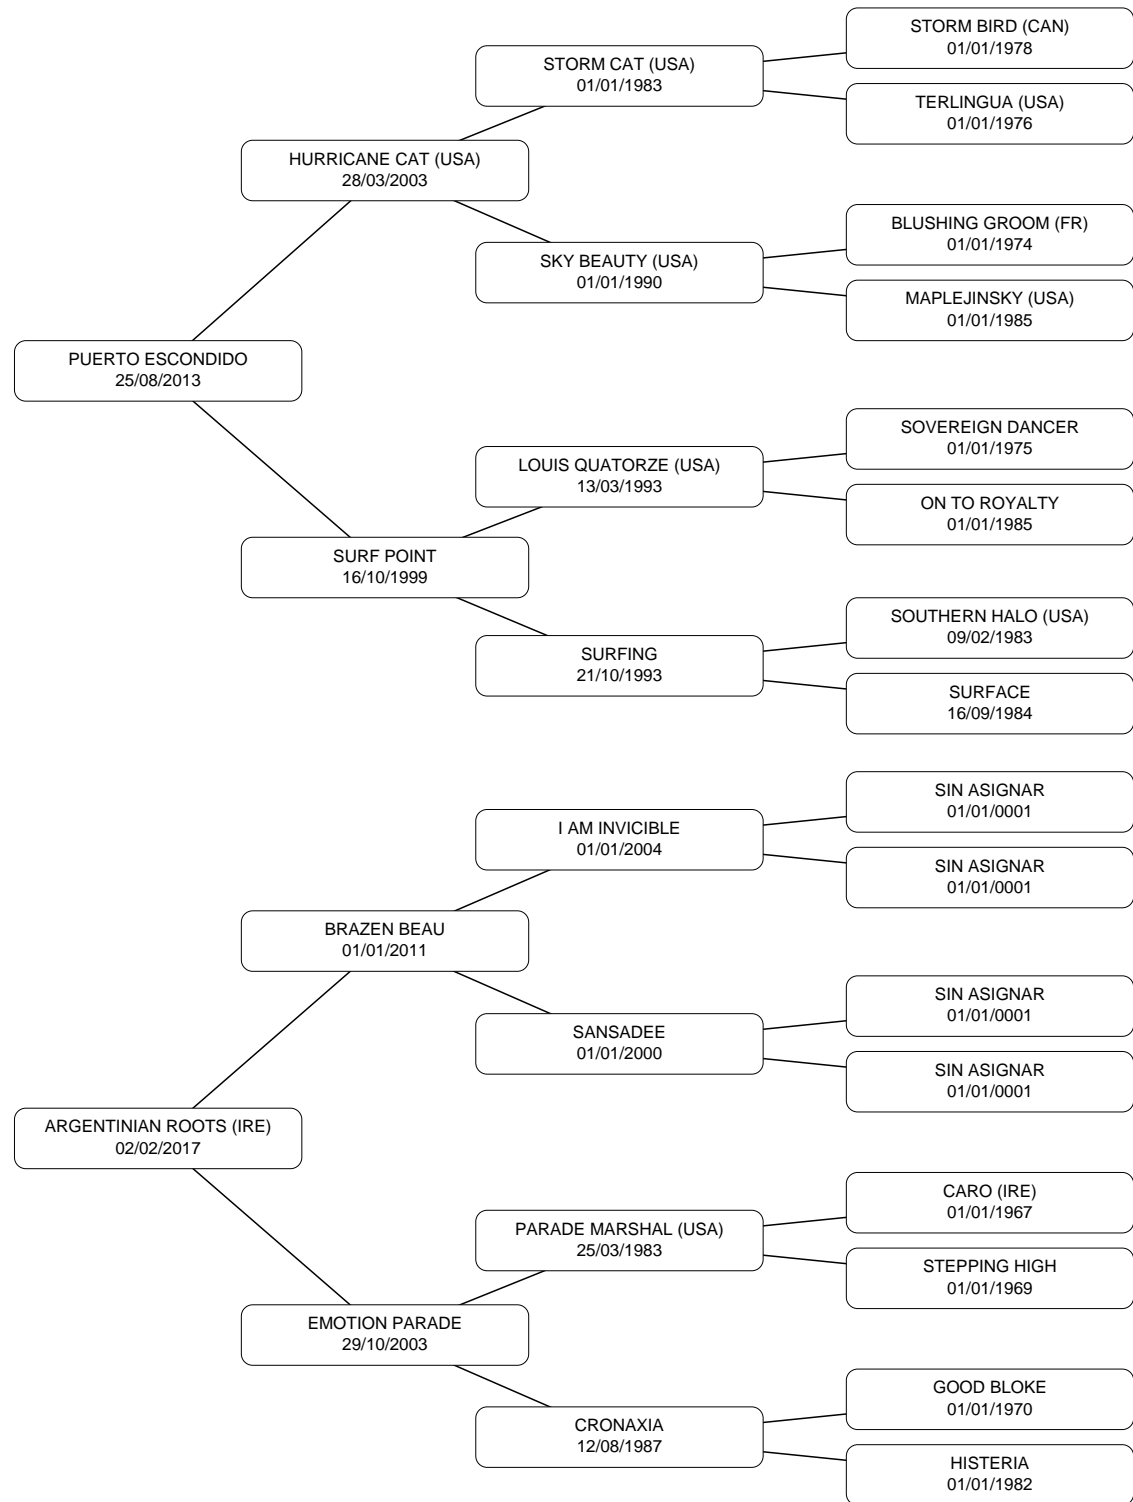 STORM BIRD (CAN)
01/01/1978
STORM CAT (USA)
01/01/1983
TERLINGUA (USA)
01/01/1976
HURRICANE CAT (USA)
28/03/2003
BLUSHING GROOM (FR)
01/01/1974
SKY BEAUTY (USA)
01/01/1990
MAPLEJINSKY (USA)
01/01/1985
PUERTO ESCONDIDO
25/08/2013
SOVEREIGN DANCER
01/01/1975
LOUIS QUATORZE (USA)
13/03/1993
ON TO ROYALTY
01/01/1985
SURF POINT
16/10/1999
SOUTHERN HALO (USA)
09/02/1983
SURFING
21/10/1993
SURFACE
16/09/1984
SIN ASIGNAR
01/01/0001
I AM INVICIBLE
01/01/2004
SIN ASIGNAR
01/01/0001
BRAZEN BEAU
01/01/2011
SIN ASIGNAR
01/01/0001
SANSADEE
01/01/2000
SIN ASIGNAR
01/01/0001
ARGENTINIAN ROOTS (IRE)
02/02/2017
CARO (IRE)
01/01/1967
PARADE MARSHAL (USA)
25/03/1983
STEPPING HIGH
01/01/1969
EMOTION PARADE
29/10/2003
GOOD BLOKE
01/01/1970
CRONAXIA
12/08/1987
HISTERIA
01/01/1982